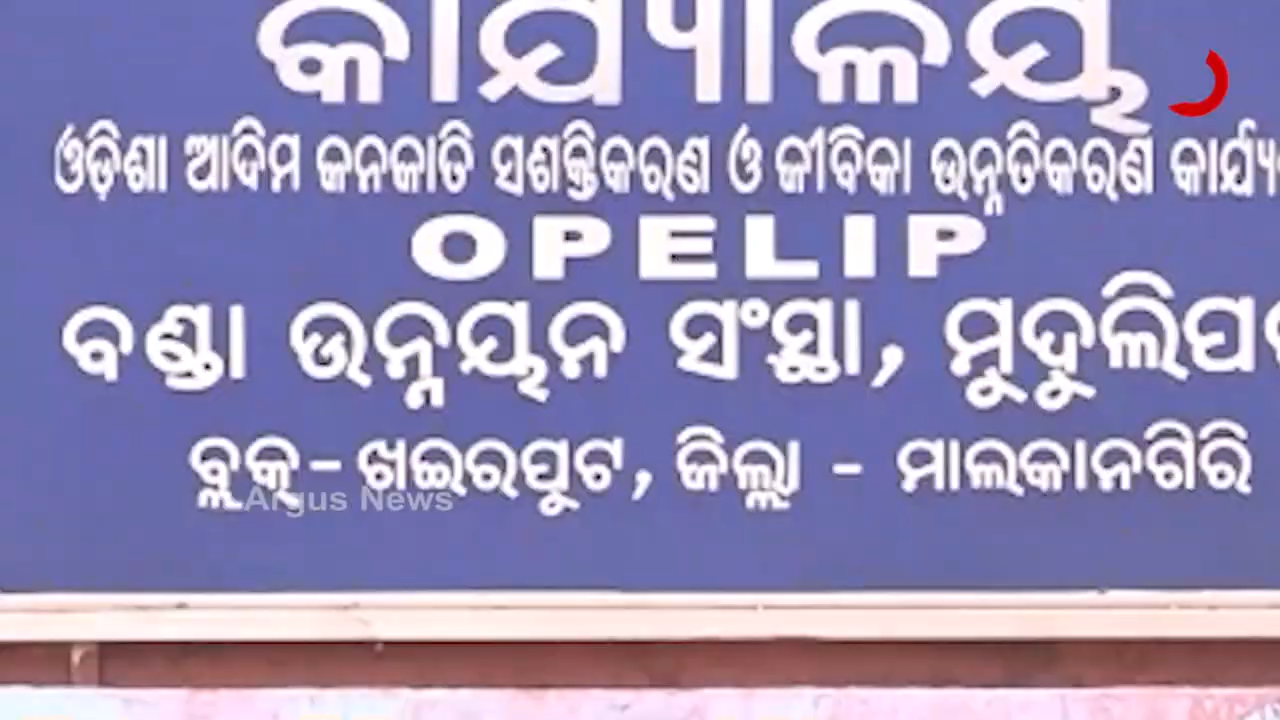 କାର୍ଯ୍ୟାଳୟ
ଓଡ଼ିଶା ଆଦିମ ଜନଜାତି ସଶକ୍ତିକରଣ ଓ ଜୀବିକା ଉନ୍ନତିକରଣ
OPELIP
ବଣ୍ଡା ଉନ୍ନୟନ ସଂସ୍ଥା,
ବ୍ଲକ୍-ଖଇରପୁଟ, ଜିଲ୍ଲା - ମାଲକାନଗିରି
Argus News